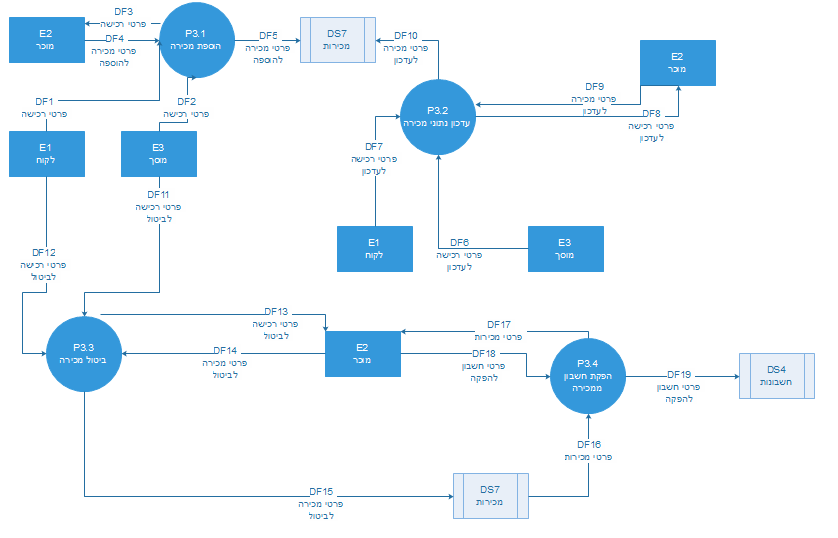 DF3
פרטי רכישה
E2
מוכר
DF4
פרטי מכירה
להוספה
P3.1
הוספת מכירה
DF5
פרטי מכירה
להוספה
DS7
מכירות
DF10
פרטי מכירה
לעדכון
E2
מוכר
DF9
פרטי מכירה
לעדכון
DF8
פרטי רכישה
לעדכון
P3.2
עדכון נתוני מכירה
DF1
פרטי רכישה
DF2
פרטי רכישה
E1
לקוח
E3
מוסך
DF7
פרטי רכישה
לעדכון
DF11
פרטי רכישה
לביטול
E1
לקוח
DF6
פרטי רכישה
לעדכון
E3
מוסך
DF12
פרטי רכישה
לביטול
DF13
פרטי רכישה
לביטול
P3.3
ביטול מכירה
DF14
פרטי מכירה
לביטול
E2
מוכר
DF17
פרטי מכירות
DF18
פרטי חשבון
להפקה
P3.4
הפקת חשבון
ממכירה
DF19
פרטי חשבון
להפקה
DS4
חשבונות
DF16
פרטי מכירות
DF15
פרטי מכירה
לביטול
DS7
מכירות